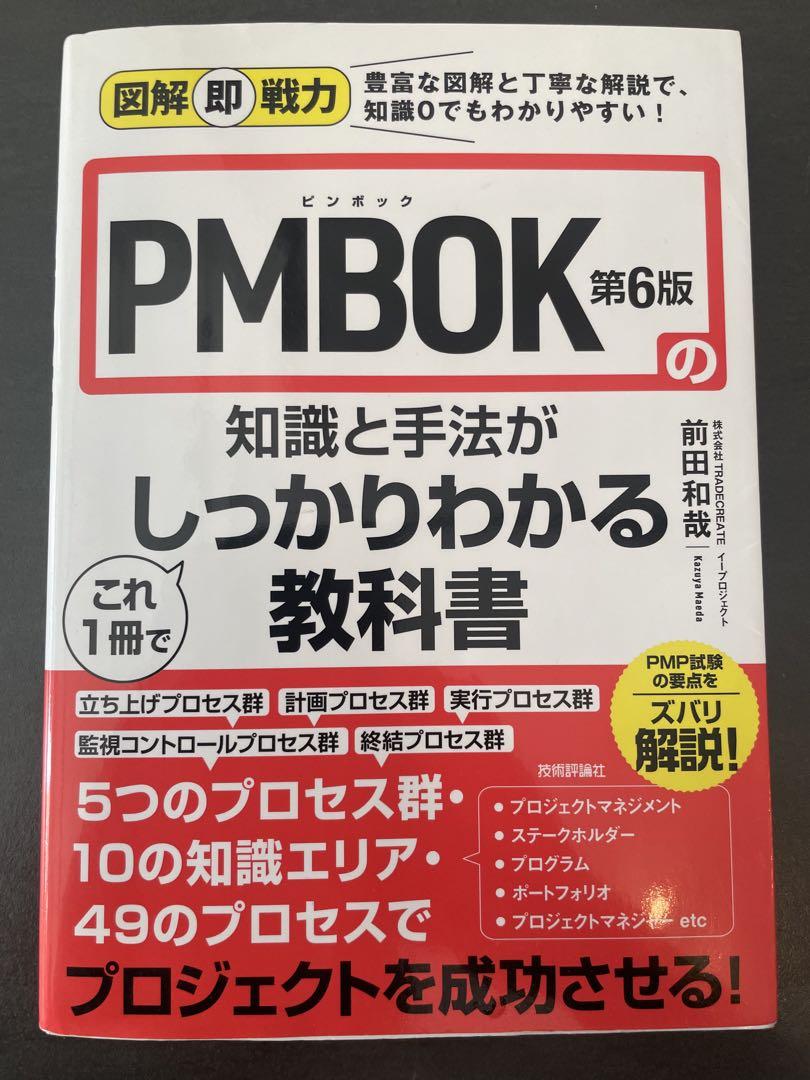 図解即戦力
豊富な図解と丁寧な解説で、
知識0でもわかりやすい！
ピンボック
PMBOK第6版
の
知識と手法が
しっかりわかる
教科書
これ
1冊で
株式会社TRADECREATE イープロジェクト
前田和哉 Kazuya Maeda
PMP試験
の要点を
ズバリ
解説！
立ち上げプロセス群 計画プロセス群 実行プロセス群
監視コントロールプロセス群 終結プロセス群
技術評論社
5つのプロセス群・
10の知識エリア・
49のプロセスで
• プロジェクトマネジメント
• ステークホルダー
• プログラム
• ポートフォリオ
• プロジェクトマネジャー etc
プロジェクトを成功させる！